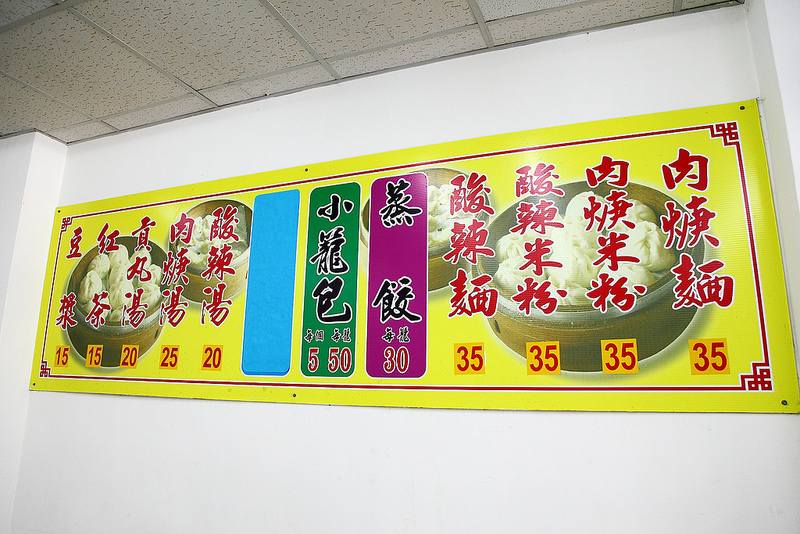 肉焿麵
35
肉焿米粉
35
酸辣米粉
35
酸辣麵
35
蒸餃
每籠
30
小籠包
每籠
50
每個
5
酸辣湯
20
肉焿湯
25
貢丸湯
20
紅茶
15
豆漿
15